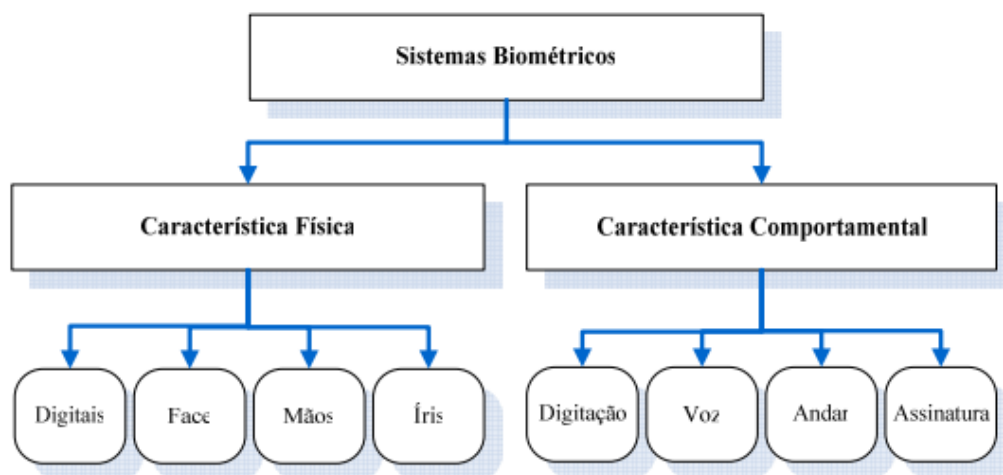 Sistemas Biométricos
Característica Física
Característica Comportamental
Digitais
Face
Mãos
Íris
Digitação
Voz
Andar
Assinatura